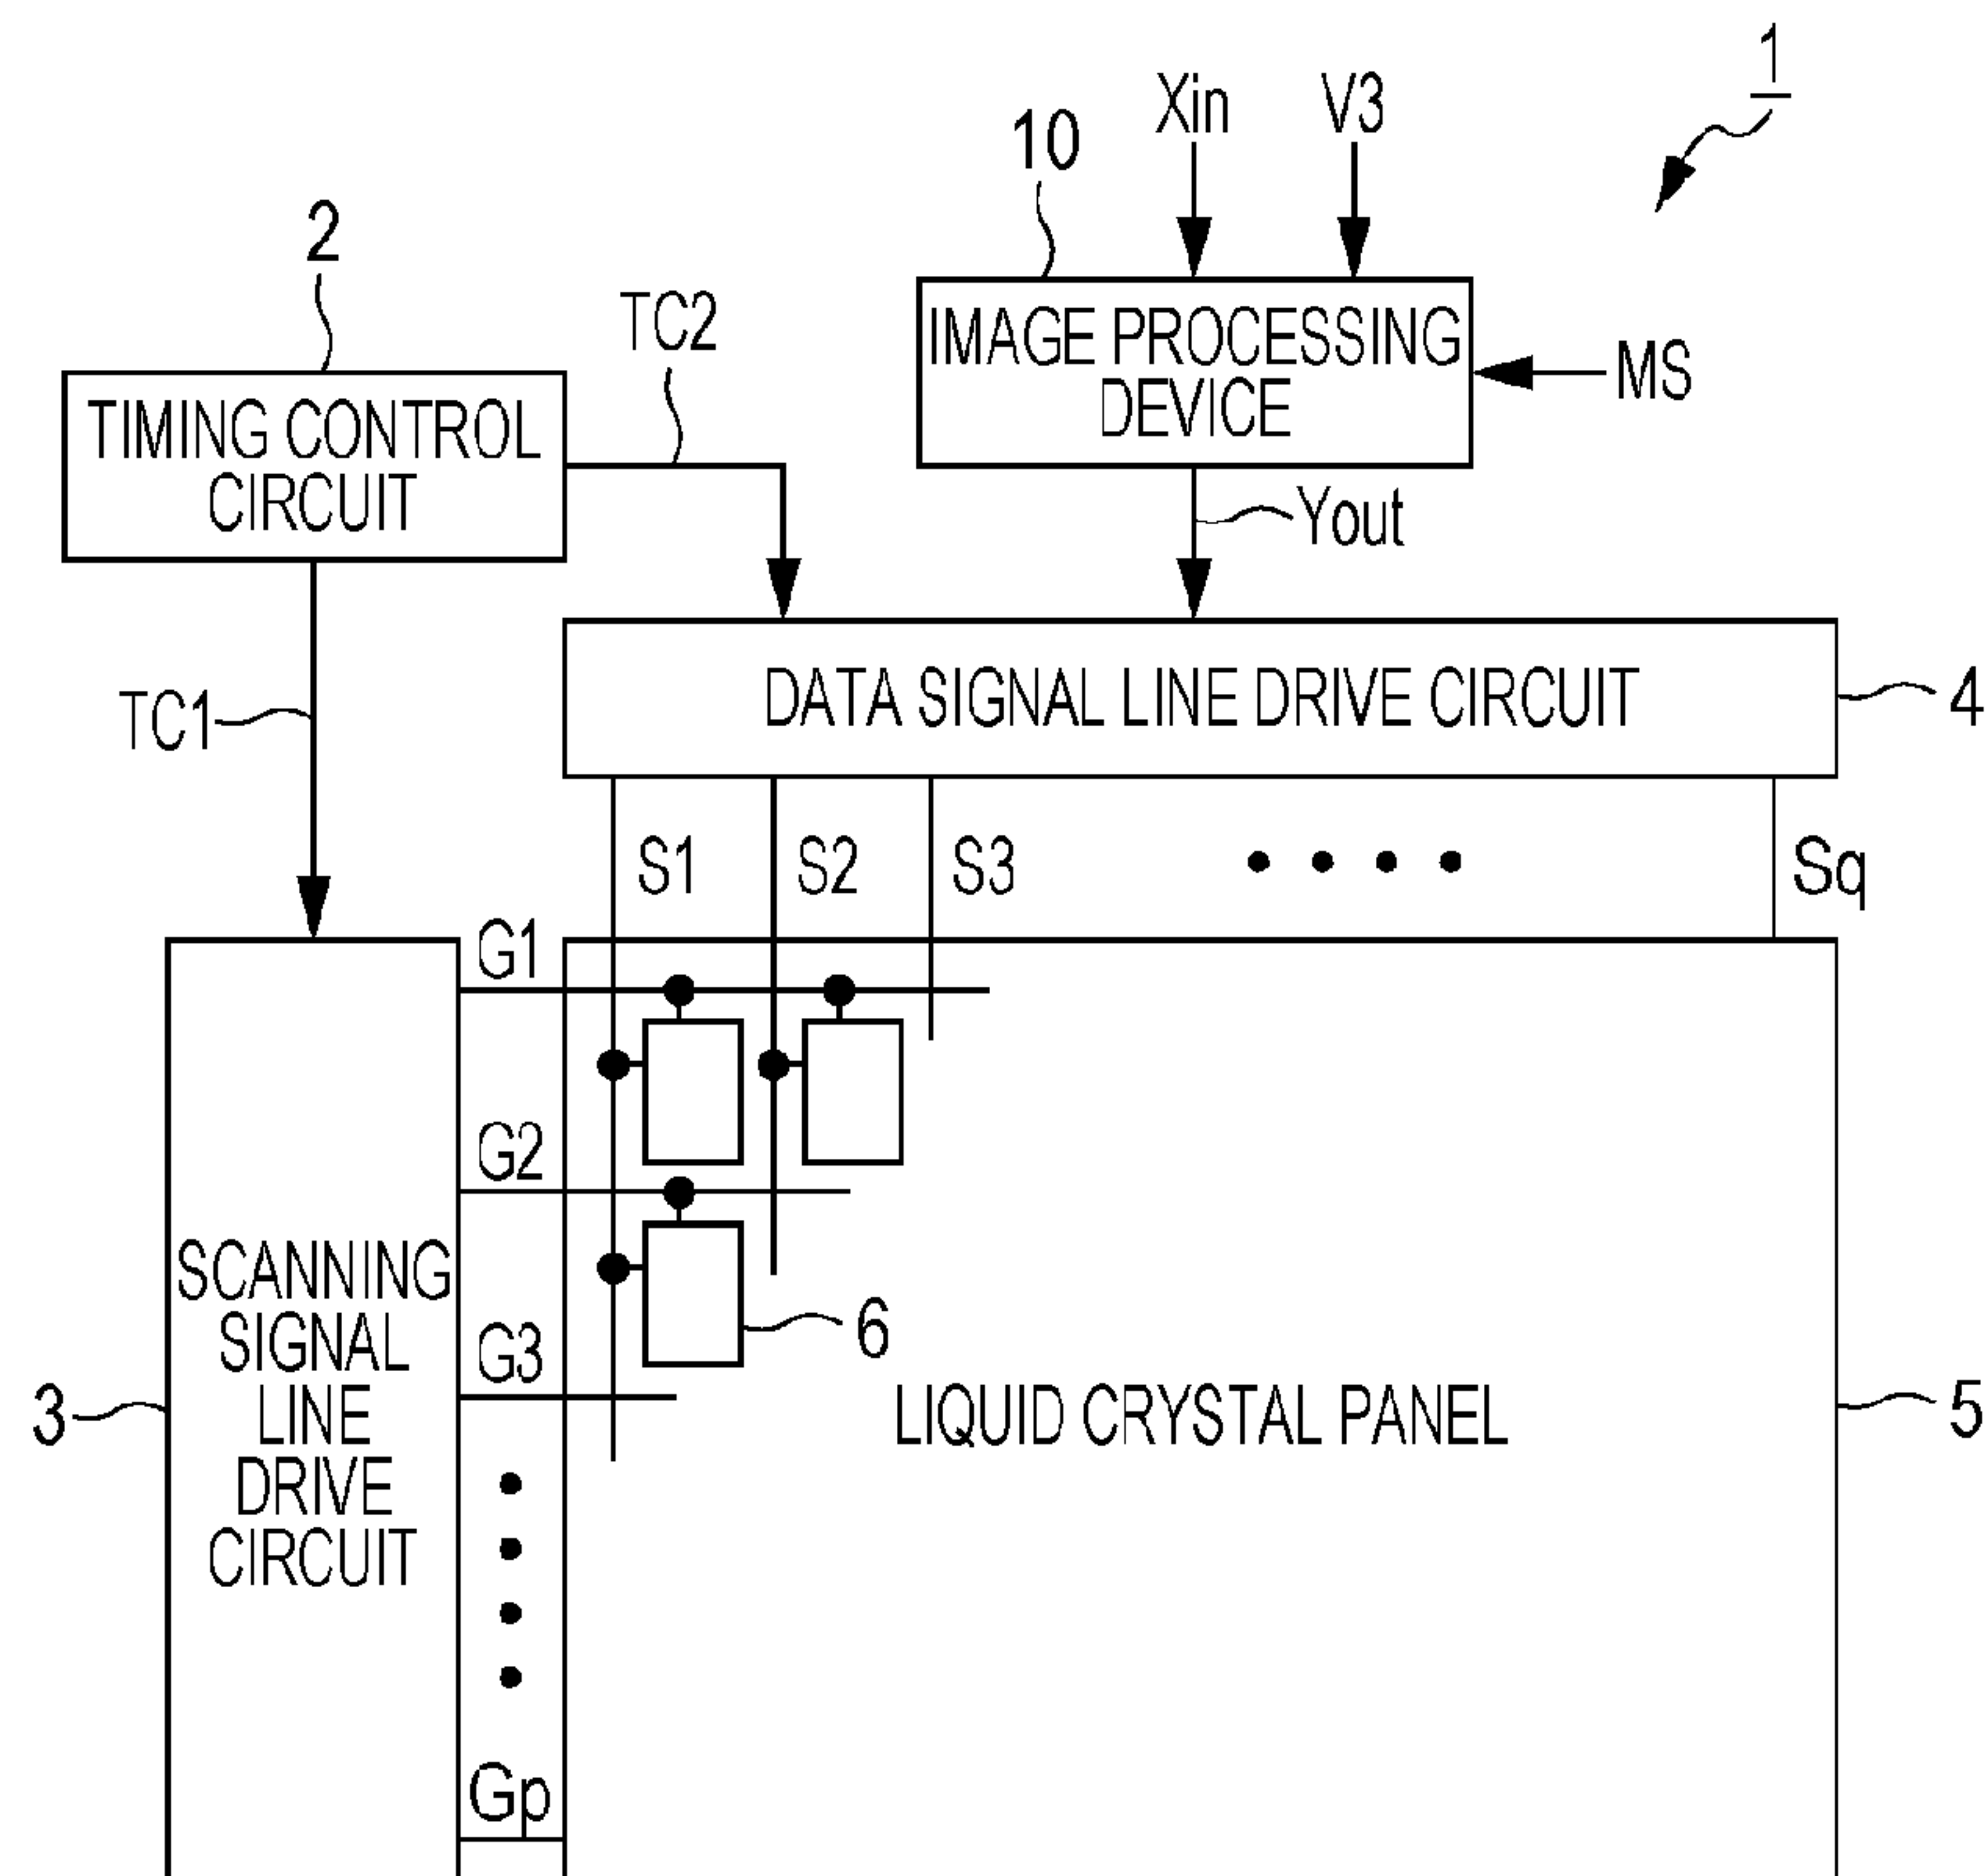 1
Xin
V3
10
2
TC2
IMAGE PROCESSING
DEVICE
MS
TIMING CONTROL
CIRCUIT
Yout
TC1
DATA SIGNAL LINE DRIVE CIRCUIT
4
S1
S2
S3
Sq
G1
G2
SCANNING
SIGNAL
LINE
DRIVE
CIRCUIT
3
G3
6
LIQUID CRYSTAL PANEL
5
Gp